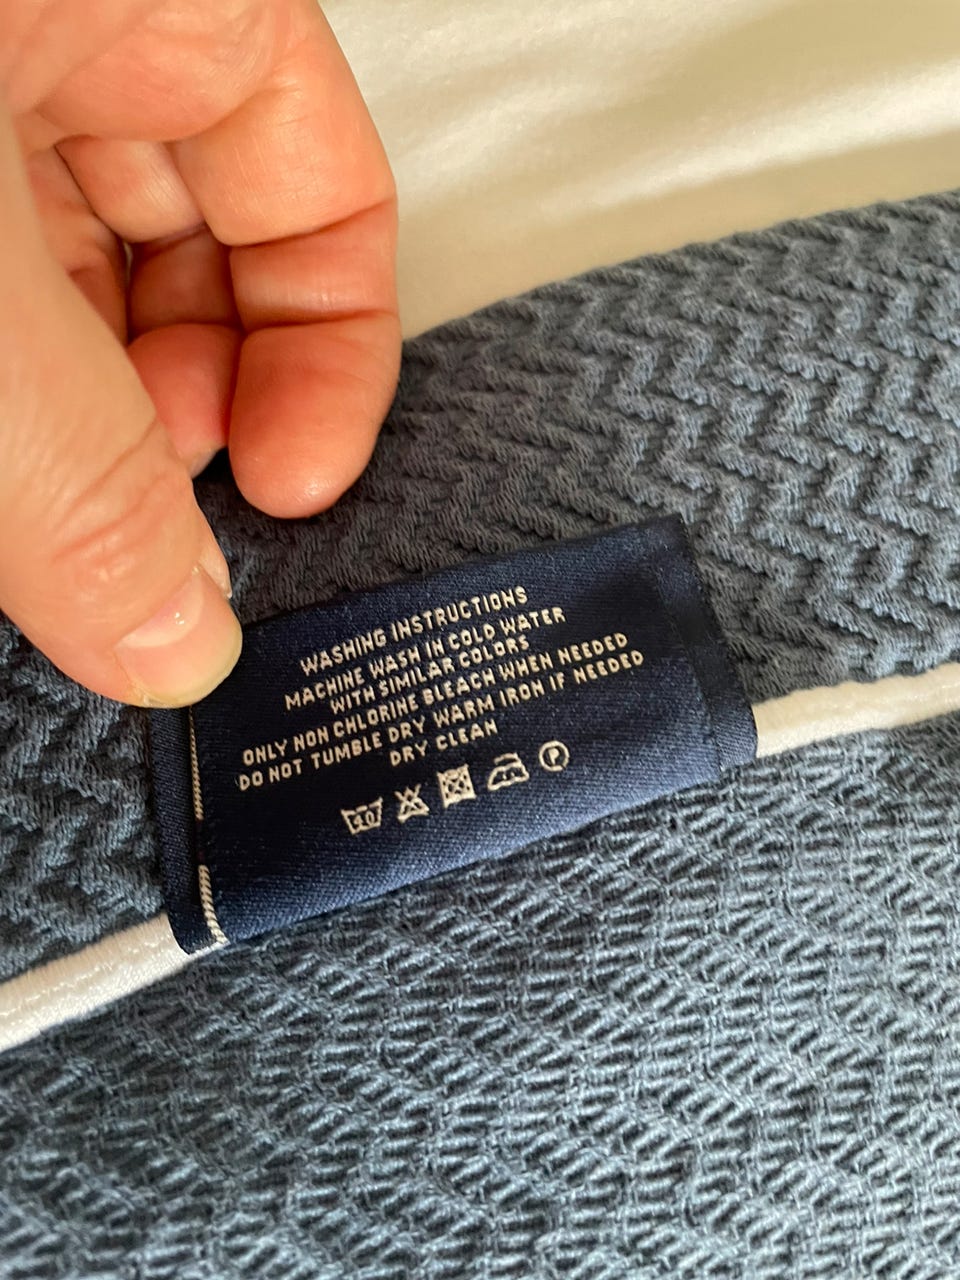 WASHING INSTRUCTIONS
MACHINE WASH IN COLD WATER
WITH SIMILAR COLORS
ONLY NON CHLORINE BLEACH WHEN NEEDED
DO NOT TUMBLE DRY WARM IRON IF NEEDED
DRY CLEAN
40 P